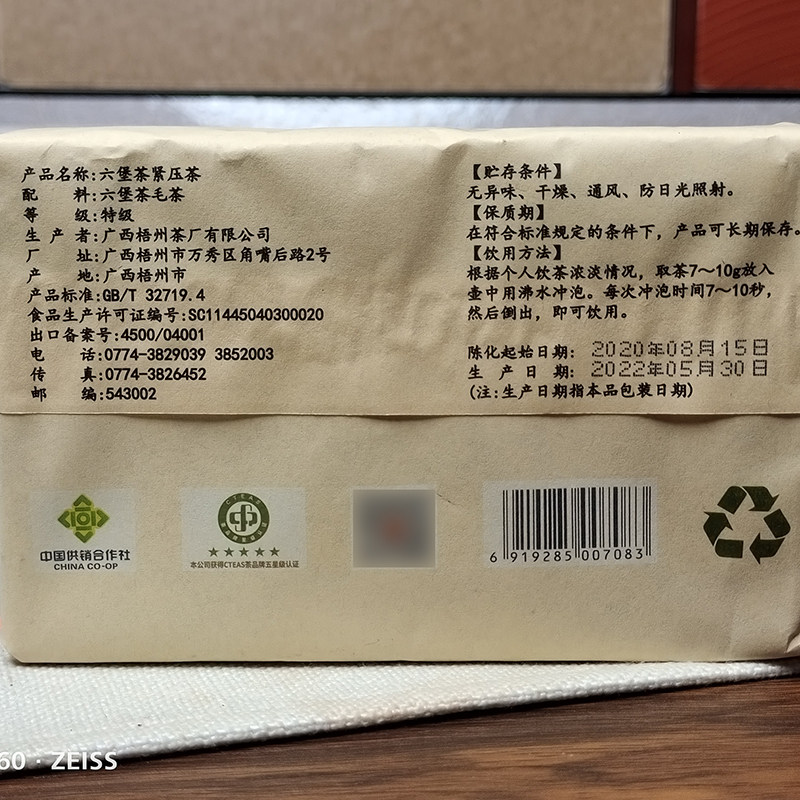 产品名称:六堡茶紧压茶
配 料:六堡茶毛茶
等 级:特级
生 产 者:广西梧州茶厂有限公司
厂 址:广西梧州市万秀区角嘴后路2号
产 地:广西梧州市
产品标准:GB/T 32719.4
食品生产许可证编号:SC11445040300020
出口备案号:4500/04001
电 话:0774-3829039 3852003
传 真:0774-3826452
邮 编:543002
【贮存条件】
无异味、干燥、通风、防日光照射。
【保质期】
在符合标准规定的条件下，产品可长期保存。
【饮用方法】
根据个人饮茶浓淡情况，取茶7～10g放入
壶中用沸水冲泡。每次冲泡时间7～10秒，
然后倒出，即可饮用。
陈化起始日期: 2020年08月15日
生 产 日 期: 2022年05月30日
(注:生产日期指本品包装日期)
中国供销合作社
CHINA CO-OP
CTEAS
本公司获得CTEAS茶品牌五星级认证
6 919285 007083
60 · ZEISS